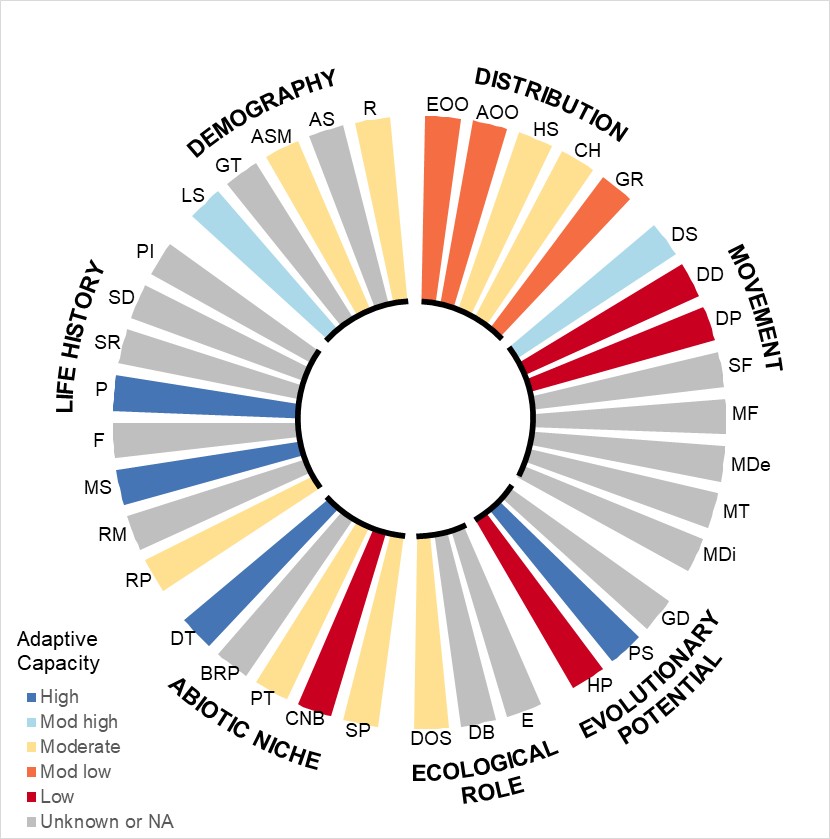 DEMOGRAPHY
R
AS
ASM
GT
LS
DISTRIBUTION
EOO
AOO
HS
CH
GR
MOVEMENT
DS
DD
DP
SF
MF
MDe
MT
MDi
EVOLUTIONARY
POTENTIAL
GD
PS
HP
ECOLOGICAL
ROLE
E
DB
DOS
ABIOTIC NICHE
SP
CNB
PT
BRP
DT
LIFE HISTORY
RP
RM
MS
F
P
SR
SD
PI
Adaptive
Capacity
High
Mod high
Moderate
Mod low
Low
Unknown or NA